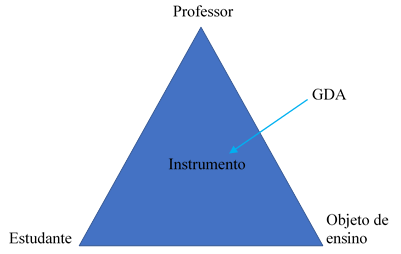 Professor
GDA
Instrumento
Estudante
Objeto de
ensino